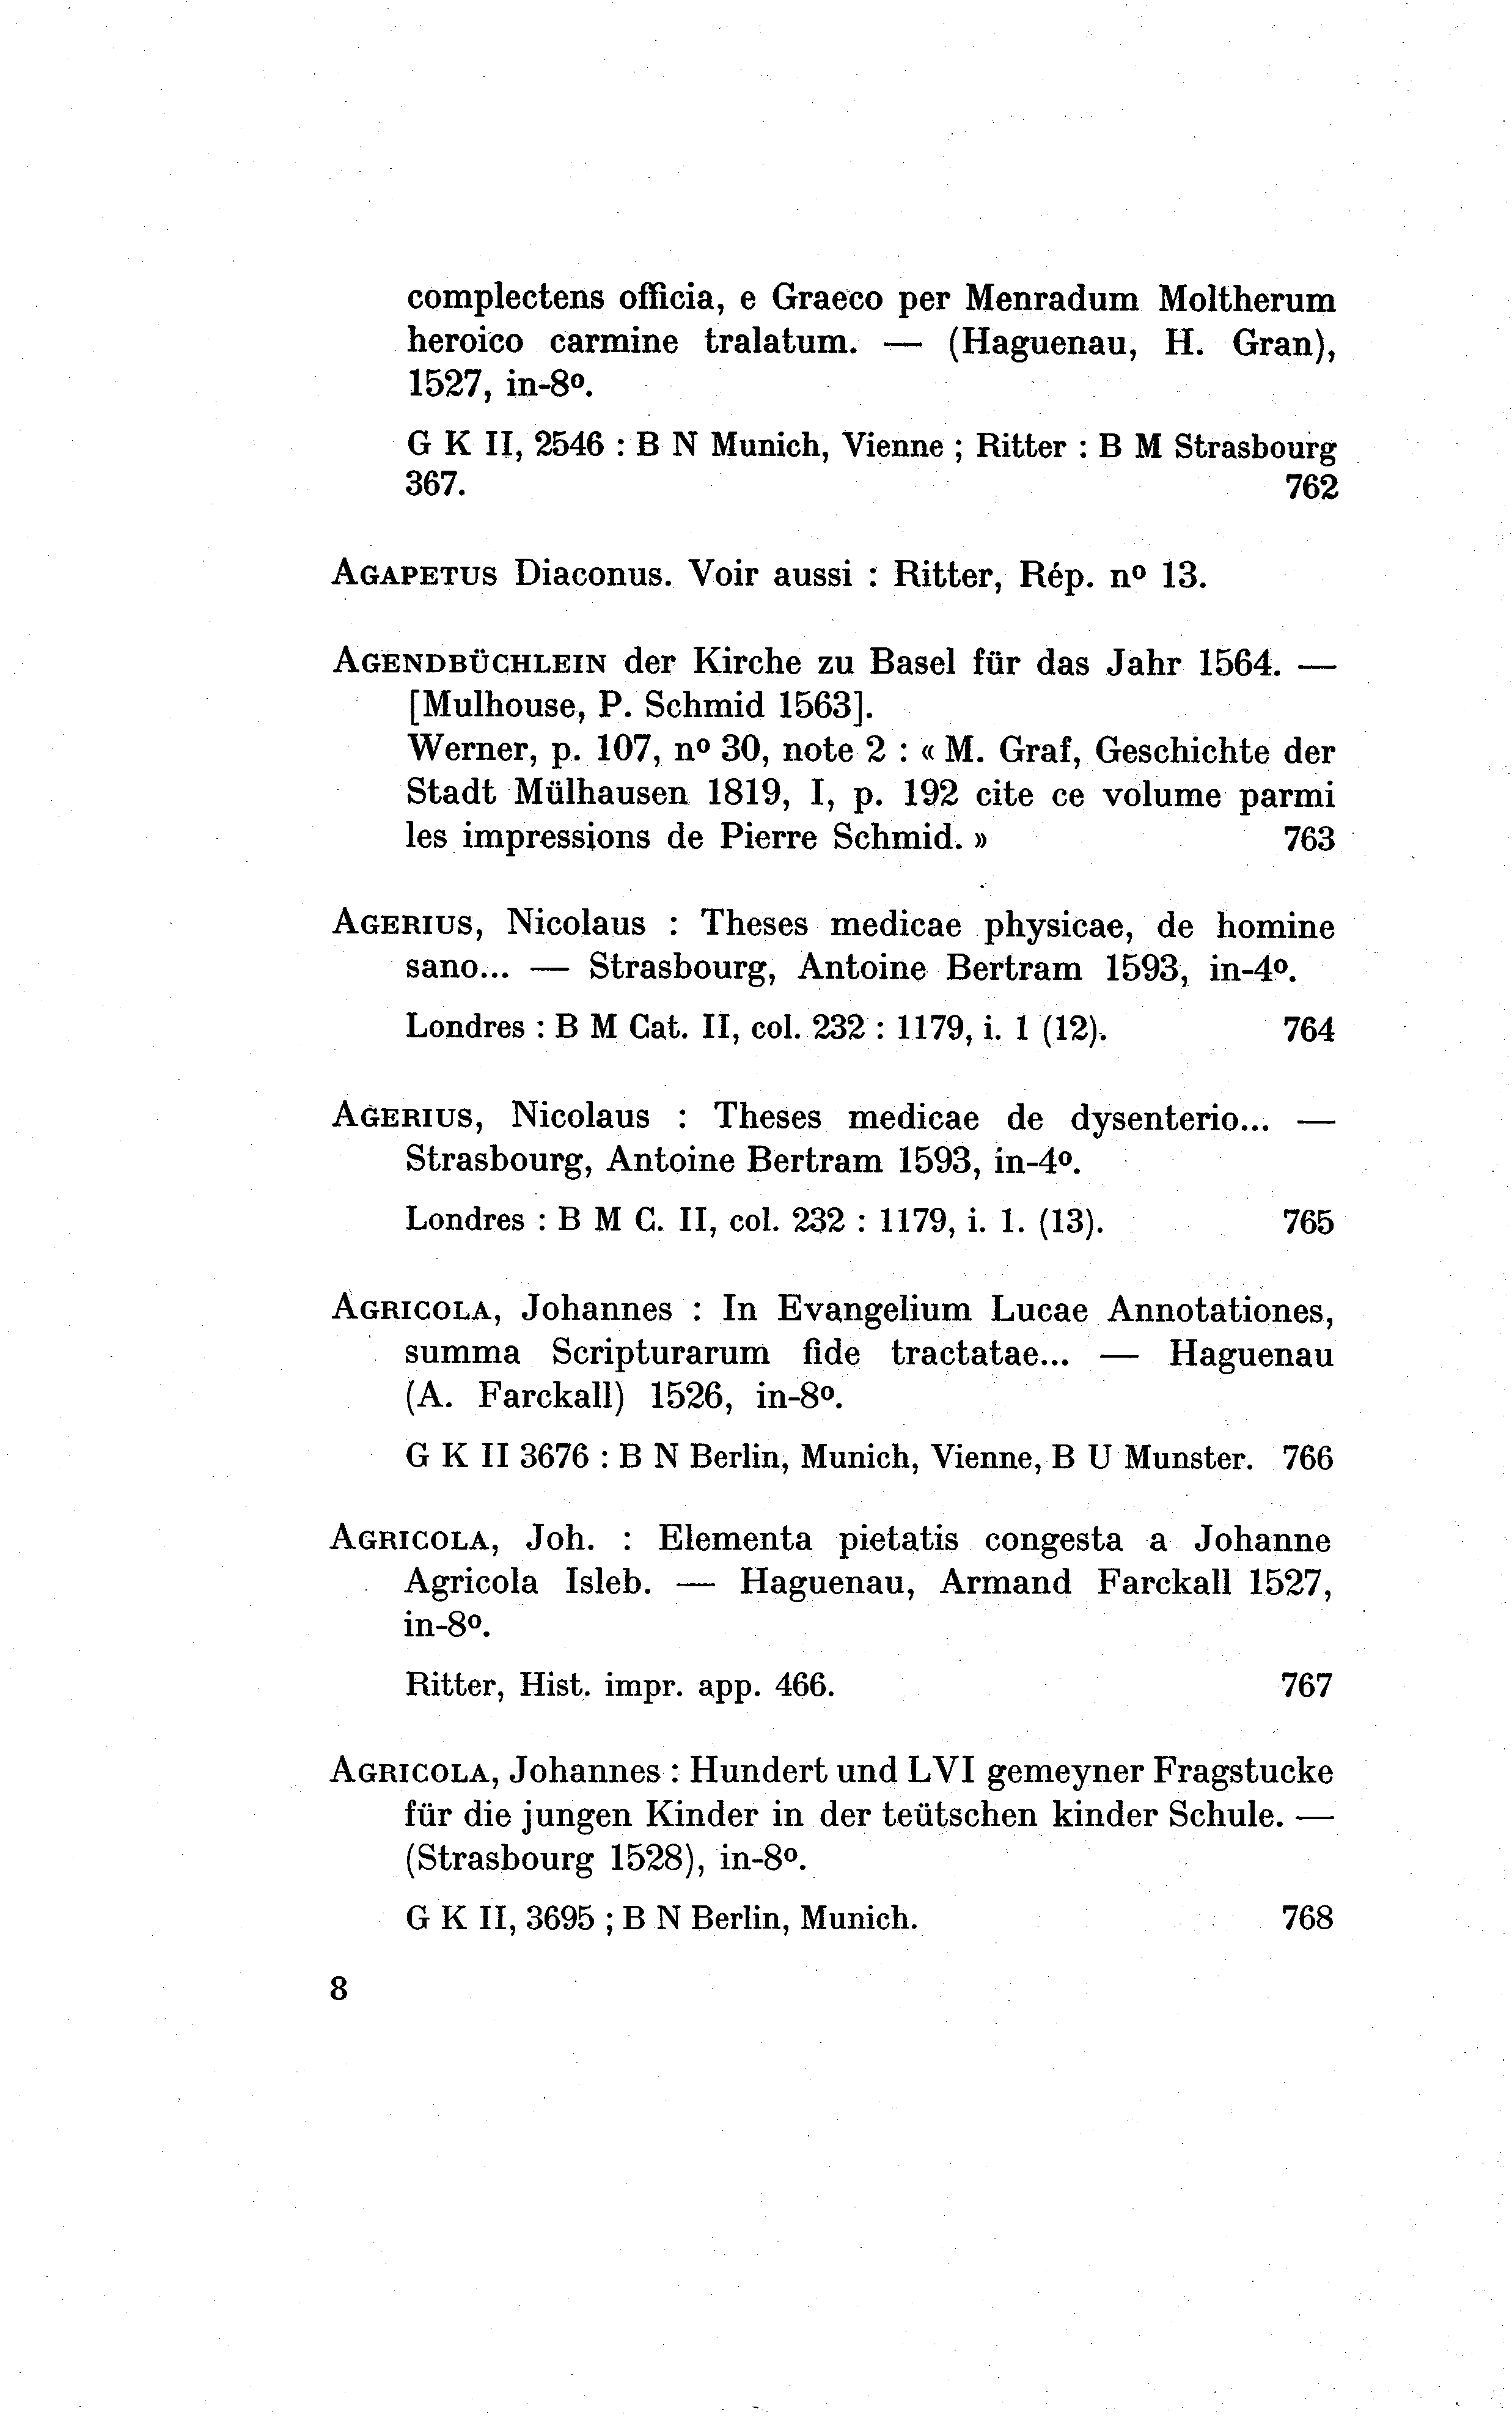 complectens officia, e Graeco per Menradum Moltherum
heroico carmine tralatum. — (Haguenau, H. Gran),
1527, in-8º.
G K II, 2546 : B N Munich, Vienne ; Ritter : B M Strasbourg
367. 762
AGAPETUS Diaconus. Voir aussi : Ritter, Rép. nº 13.
AGENDBÜCHLEIN der Kirche zu Basel für das Jahr 1564. —
[Mulhouse, P. Schmid 1563].
Werner, p. 107, nº 30, note 2 : « M. Graf, Geschichte der
Stadt Mülhausen 1819, I, p. 192 cite ce volume parmi
les impressions de Pierre Schmid. » 763
AGERIUS, Nicolaus : Theses medicae physicae, de homine
sano... — Strasbourg, Antoine Bertram 1593, in-4º.
Londres : B M Cat. II, col. 232 : 1179, i. 1 (12). 764
AGERIUS, Nicolaus : Theses medicae de dysenterio... —
Strasbourg, Antoine Bertram 1593, in-4º.
Londres : B M C. II, col. 232 : 1179, i. 1. (13). 765
AGRICOLA, Johannes : In Evangelium Lucae Annotationes,
summa Scripturarum fide tractatae... — Haguenau
(A. Farckall) 1526, in-8º.
G K II 3676 : B N Berlin, Munich, Vienne, B U Munster. 766
AGRICOLA, Joh. : Elementa pietatis congesta a Johanne
Agricola Isleb. — Haguenau, Armand Farckall 1527,
in-8º.
Ritter, Hist. impr. app. 466. 767
AGRICOLA, Johannes : Hundert und LVI gemeyner Fragstucke
für die jungen Kinder in der teütschen kinder Schule. —
(Strasbourg 1528), in-8º.
G K II, 3695 ; B N Berlin, Munich. 768
8